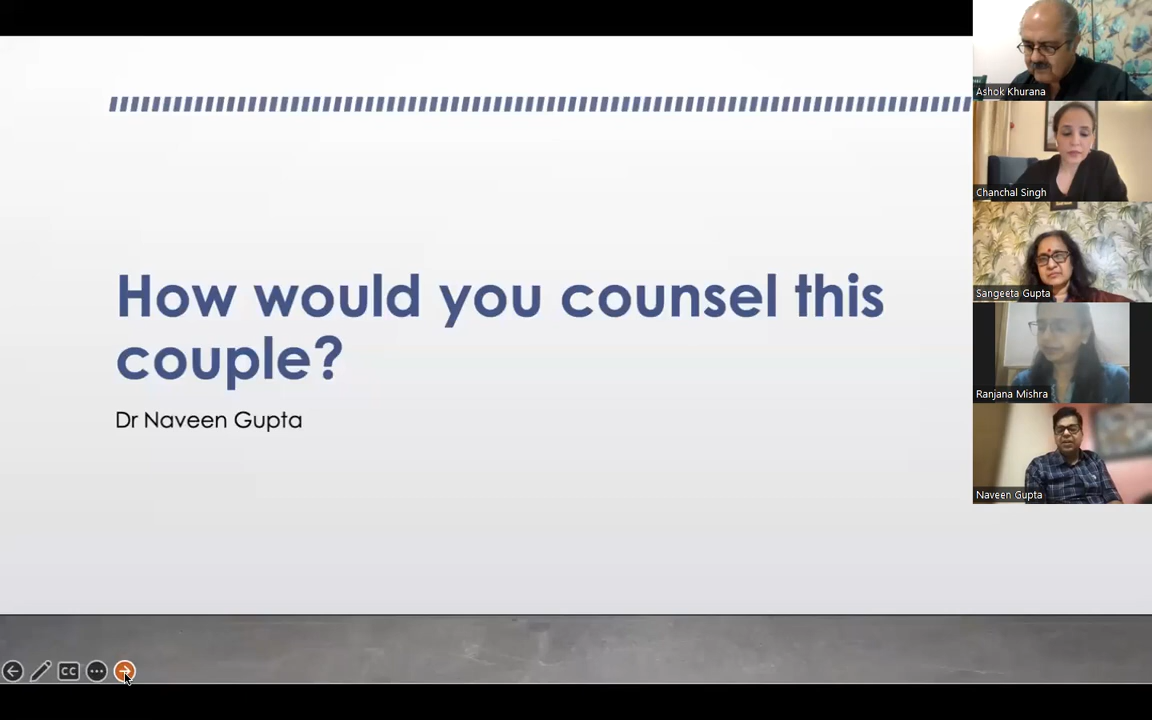 How would you counsel this
couple?
Dr Naveen Gupta
Ashok Khurana
Chanchal Singh
Sangeeta Gupta
Ranjana Mishra
Naveen Gupta
CC